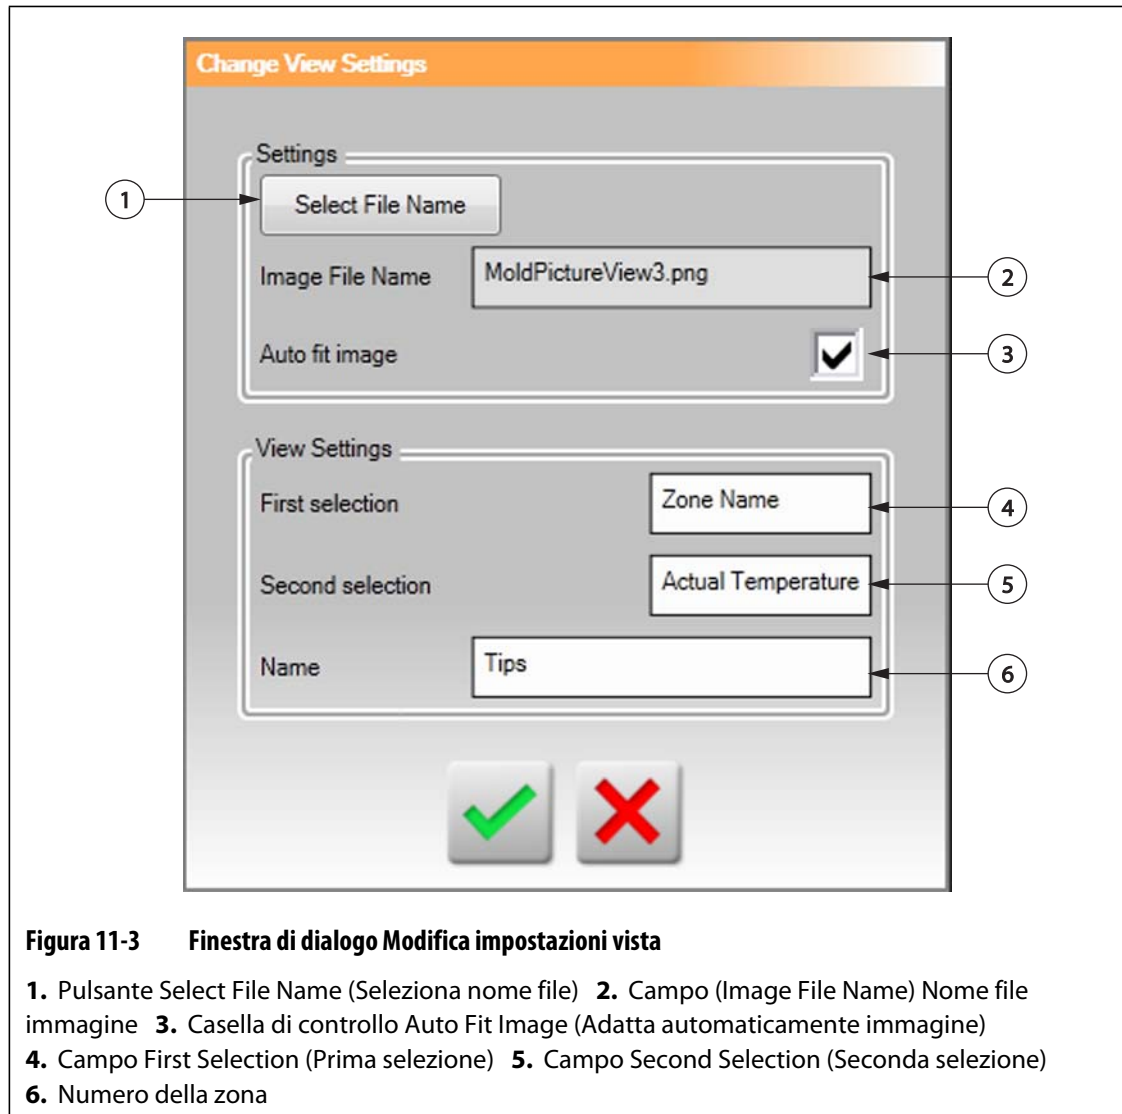 Change View Settings
Settings
1
Select File Name
Image File Name
MoldPictureView3.png
2
Auto fit image
3
View Settings
First selection
Zone Name
4
Second selection
Actual Temperature
5
Name
Tips
6
Figura 11-3 Finestra di dialogo Modifica impostazioni vista
1. Pulsante Select File Name (Seleziona nome file) 2. Campo (Image File Name) Nome file
immagine 3. Casella di controllo Auto Fit Image (Adatta automaticamente immagine)
4. Campo First Selection (Prima selezione) 5. Campo Second Selection (Seconda selezione)
6. Numero della zona